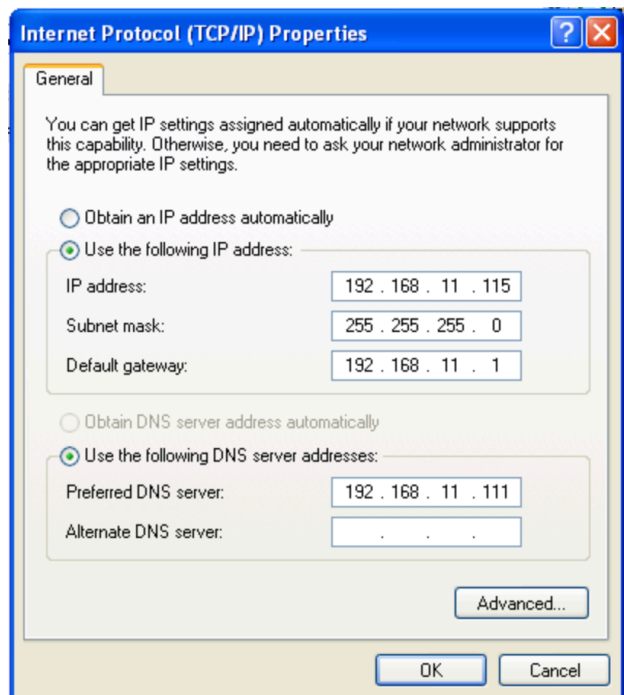 Internet Protocol (TCP/IP) Properties
General
You can get IP settings assigned automatically if your network supports
this capability. Otherwise, you need to ask your network administrator for
the appropriate IP settings.
Obtain an IP address automatically
Use the following IP address:
IP address: 192 . 168 . 11 . 115
Subnet mask: 255 . 255 . 255 . 0
Default gateway: 192 . 168 . 11 . 1
Obtain DNS server address automatically
Use the following DNS server addresses:
Preferred DNS server: 192 . 168 . 11 . 111
Alternate DNS server: . . .
Advanced...
OK Cancel